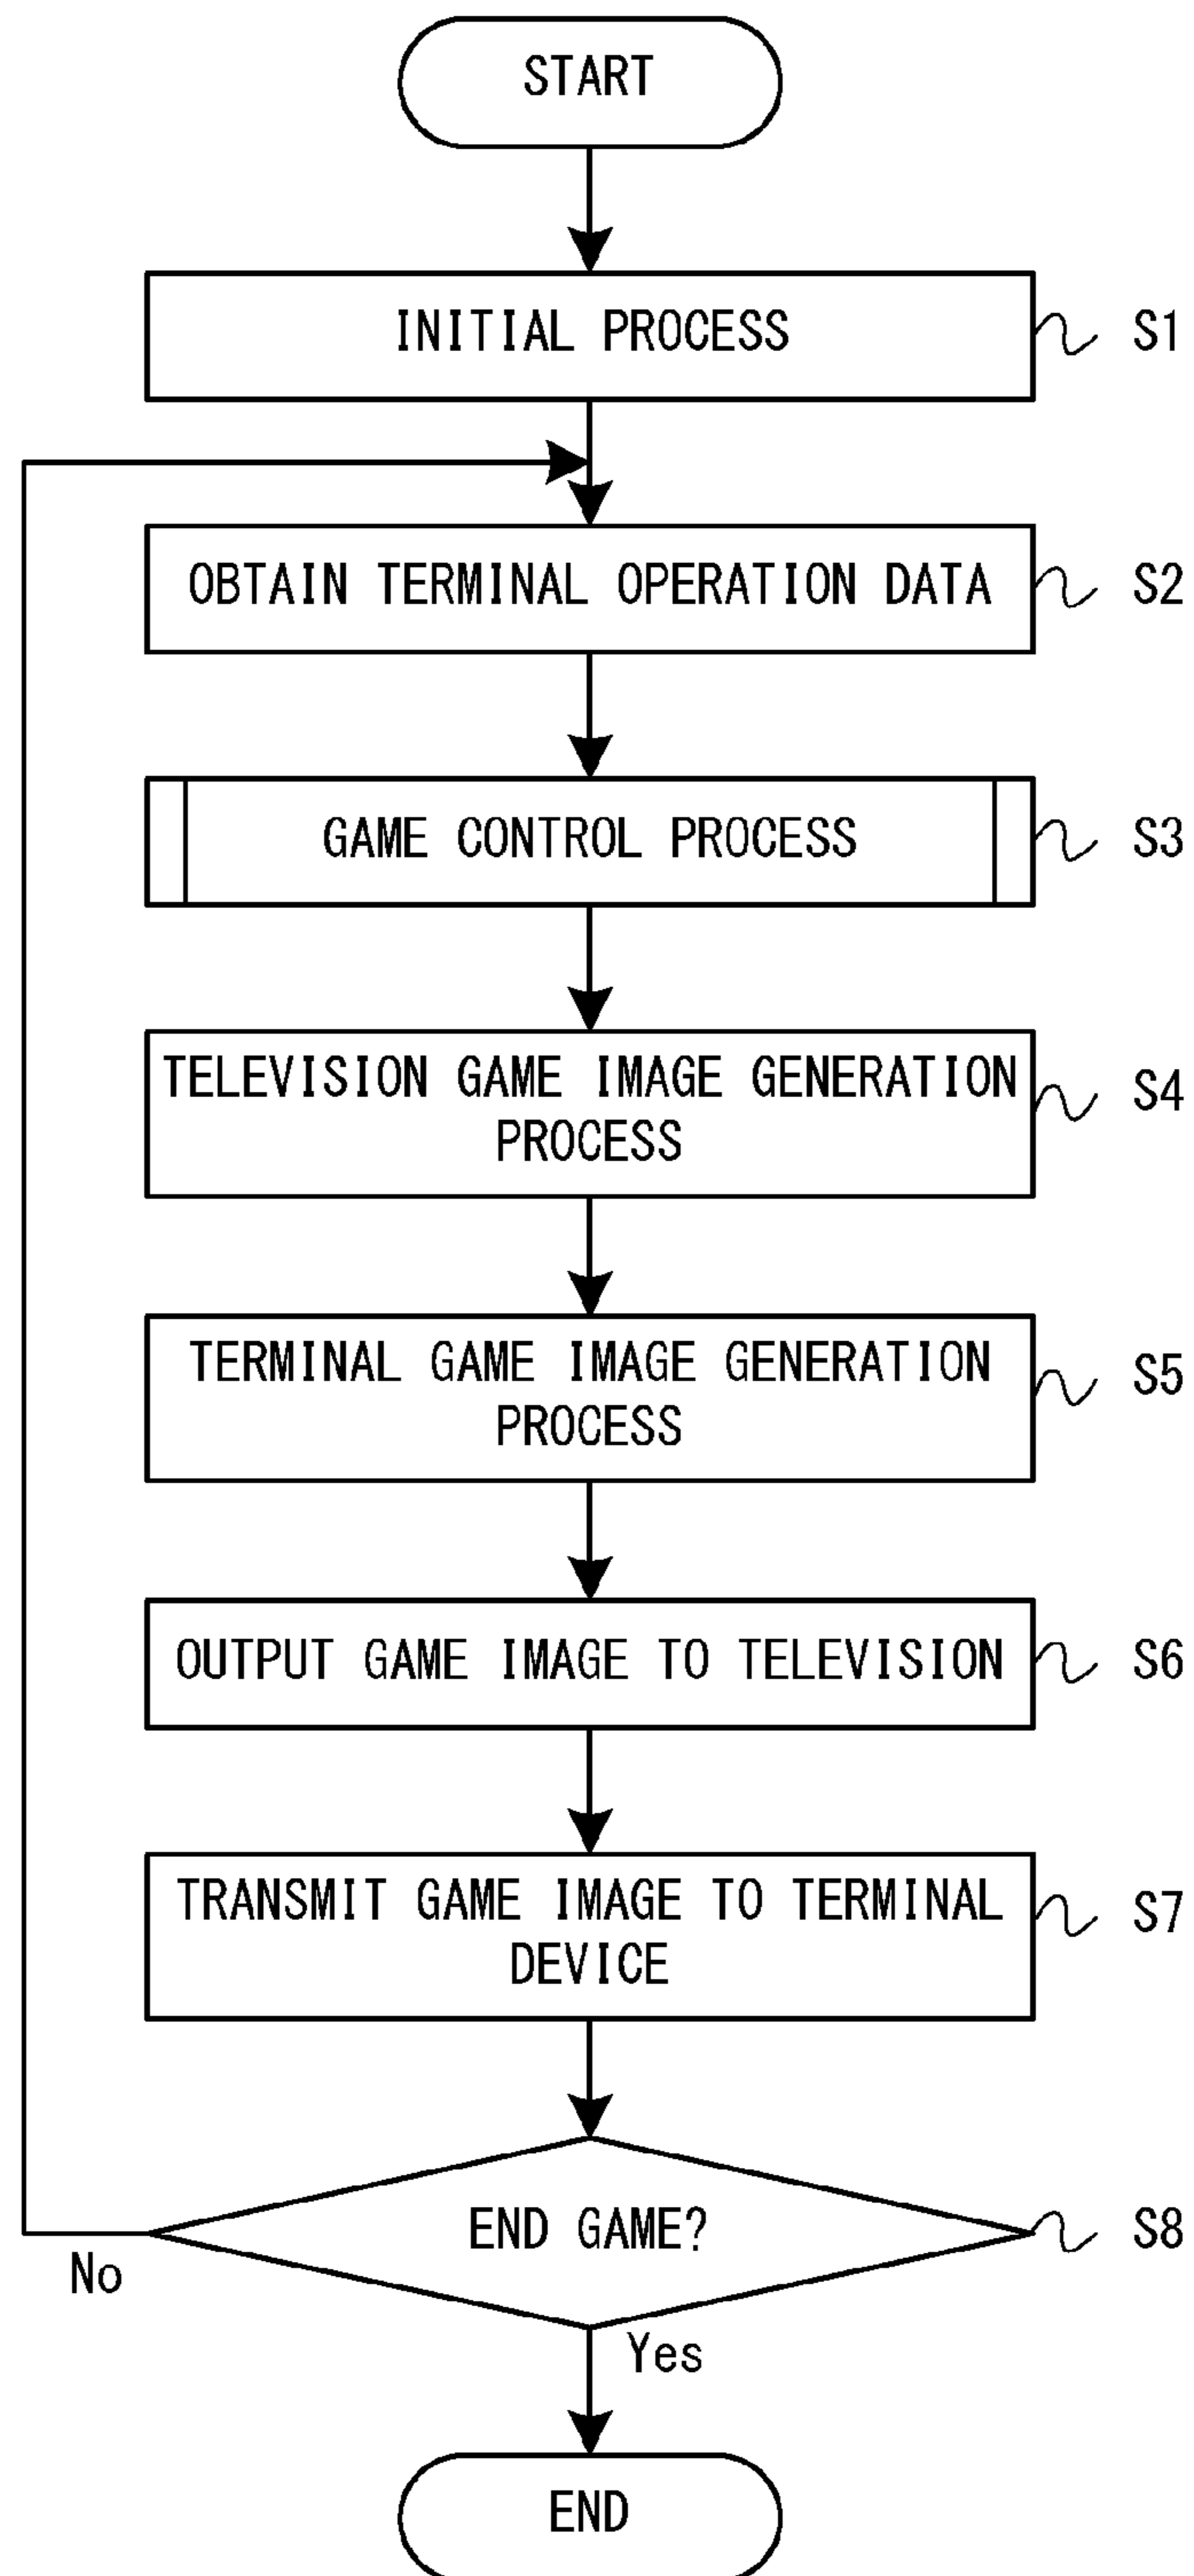 START
INITIAL PROCESS
S1
OBTAIN TERMINAL OPERATION DATA
S2
GAME CONTROL PROCESS
S3
TELEVISION GAME IMAGE GENERATION
PROCESS
S4
TERMINAL GAME IMAGE GENERATION
PROCESS
S5
OUTPUT GAME IMAGE TO TELEVISION
S6
TRANSMIT GAME IMAGE TO TERMINAL
DEVICE
S7
END GAME?
S8
No
Yes
END